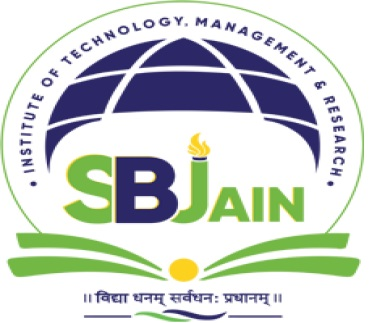 • INSTITUTE OF TECHNOLOGY, MANAGEMENT & RESEARCH •
SBJAIN
॥ विद्या धनम् सर्वधनः प्रधानम् ॥